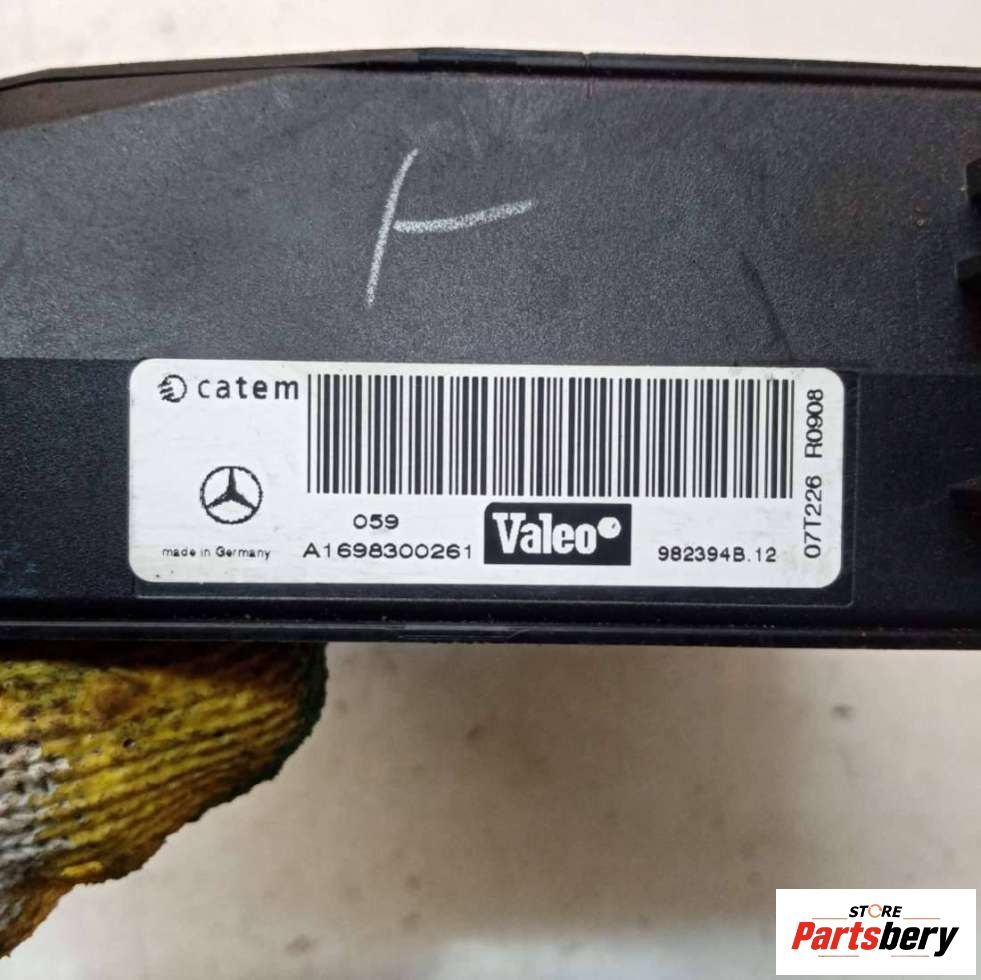 catem
059
made in Germany
A1698300261
Valeo
982394B.12
07T226 R0908
STORE
Partsbery